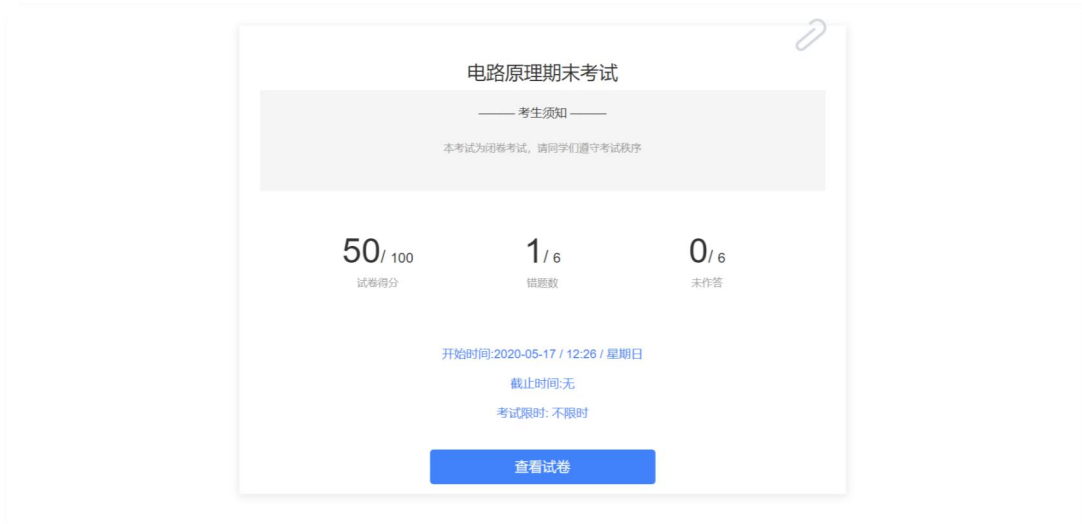 电路原理期末考试
——— 考生须知 ———
本考试为闭卷考试，请同学们遵守考试秩序
50/ 100
1/ 6
0/ 6
试卷得分
错题数
未作答
开始时间:2020-05-17 / 12:26 / 星期日
截止时间:无
考试限时: 不限时
查看试卷